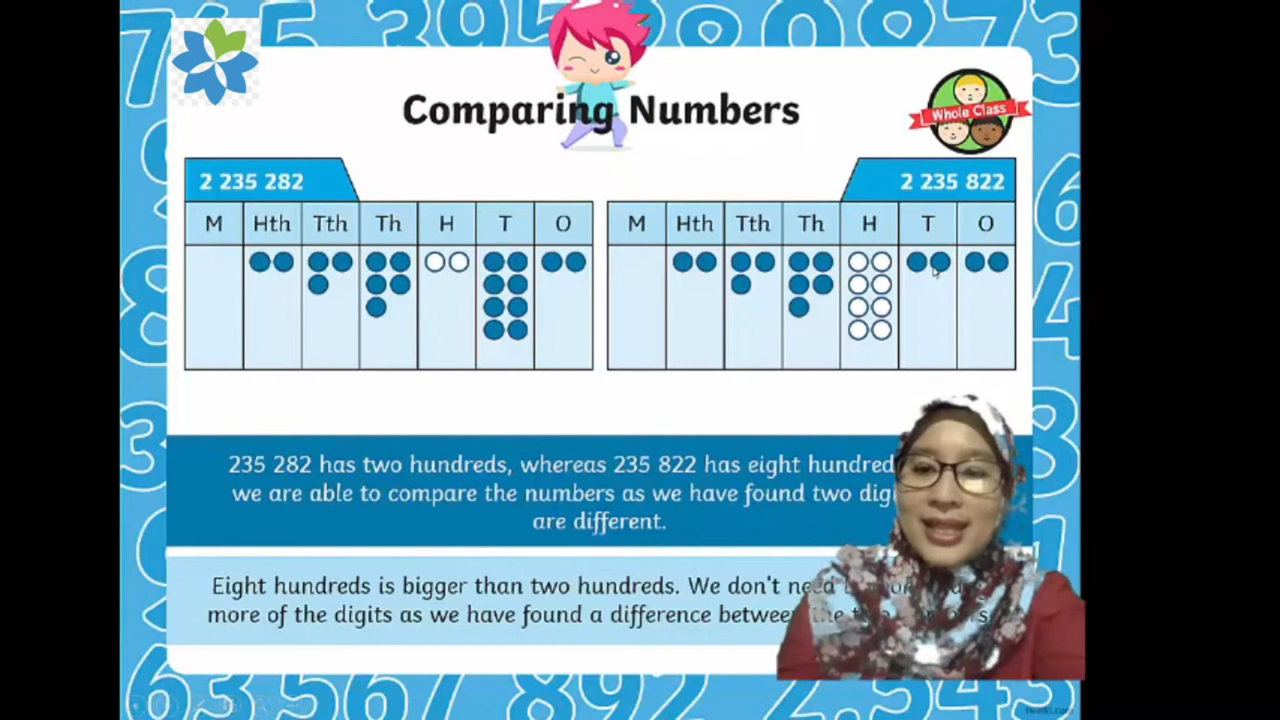 Comparing Numbers
Whole Class
2 235 282
2 235 822
M Hth Tth Th H T O
M Hth Tth Th H T O
235 282 has two hundreds, whereas 235 822 has eight hundred
we are able to compare the numbers as we have found two dig
are different.
Eight hundreds is bigger than two hundreds. We don't need
more of the digits as we have found a difference between the